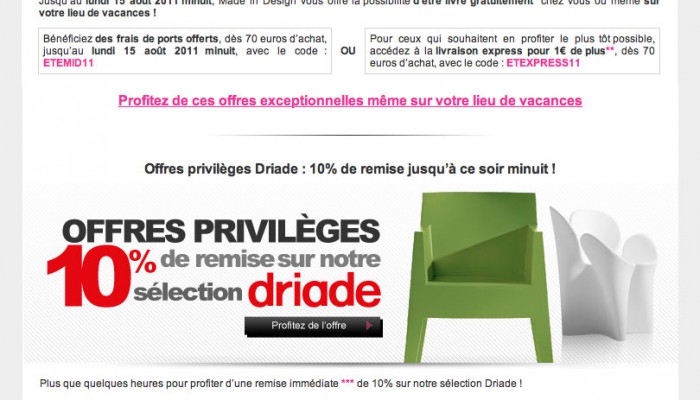 Jusqu'au lundi 15 août 2011 minuit, Made in Design vous offre la possibilité d'être livré gratuitement* chez vous ou même sur
votre lieu de vacances !
Bénéficiez des frais de ports offerts, dès 70 euros d'achat,
jusqu'au lundi 15 août 2011 minuit, avec le code :
ETEMID11
OU
Pour ceux qui souhaitent en profiter le plus tôt possible,
accédez à la livraison express pour 1€ de plus**, dès 70
euros d'achat, avec le code : ETEXPRESS11
Profitez de ces offres exceptionnelles même sur votre lieu de vacances
Offres privilèges Driade : 10% de remise jusqu'à ce soir minuit !
OFFRES PRIVILÈGES
10% de remise sur notre
sélection driade
Profitez de l'offre
Plus que quelques heures pour profiter d'une remise immédiate *** de 10% sur notre sélection Driade !